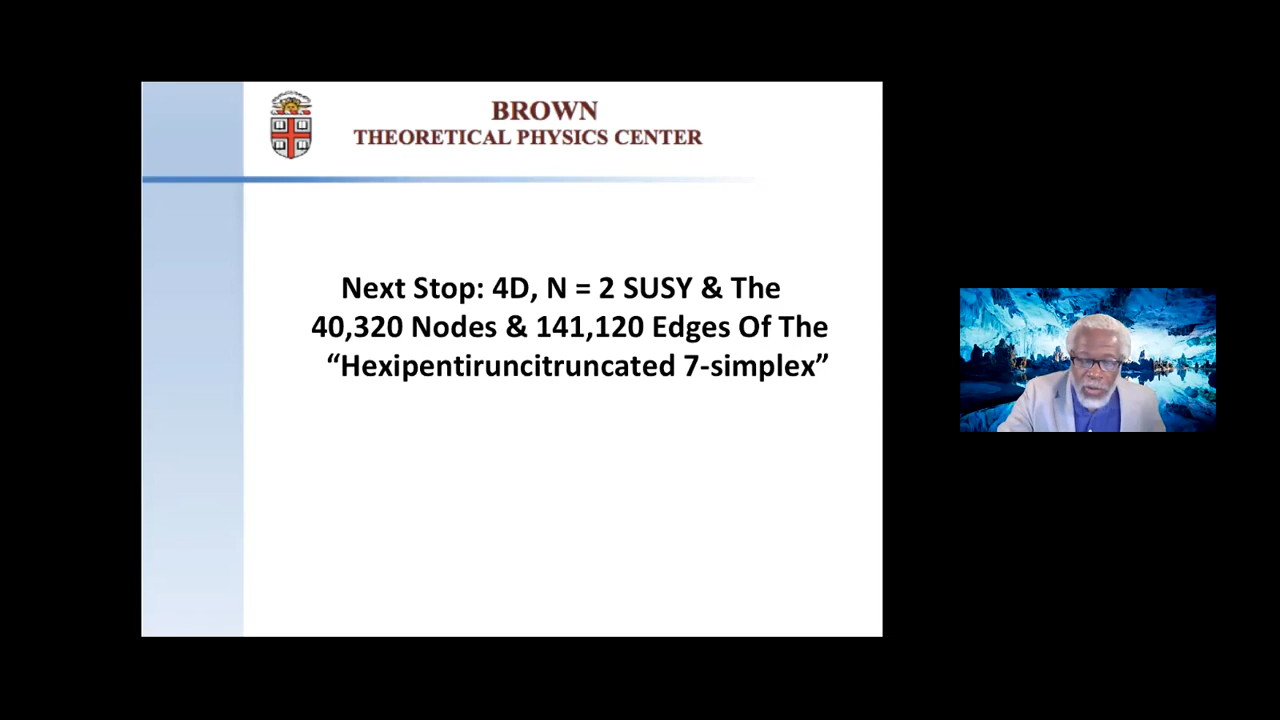 BROWN
THEORETICAL PHYSICS CENTER
Next Stop: 4D, N = 2 SUSY & The
40,320 Nodes & 141,120 Edges Of The
“Hexipentiruncitruncated 7-simplex”